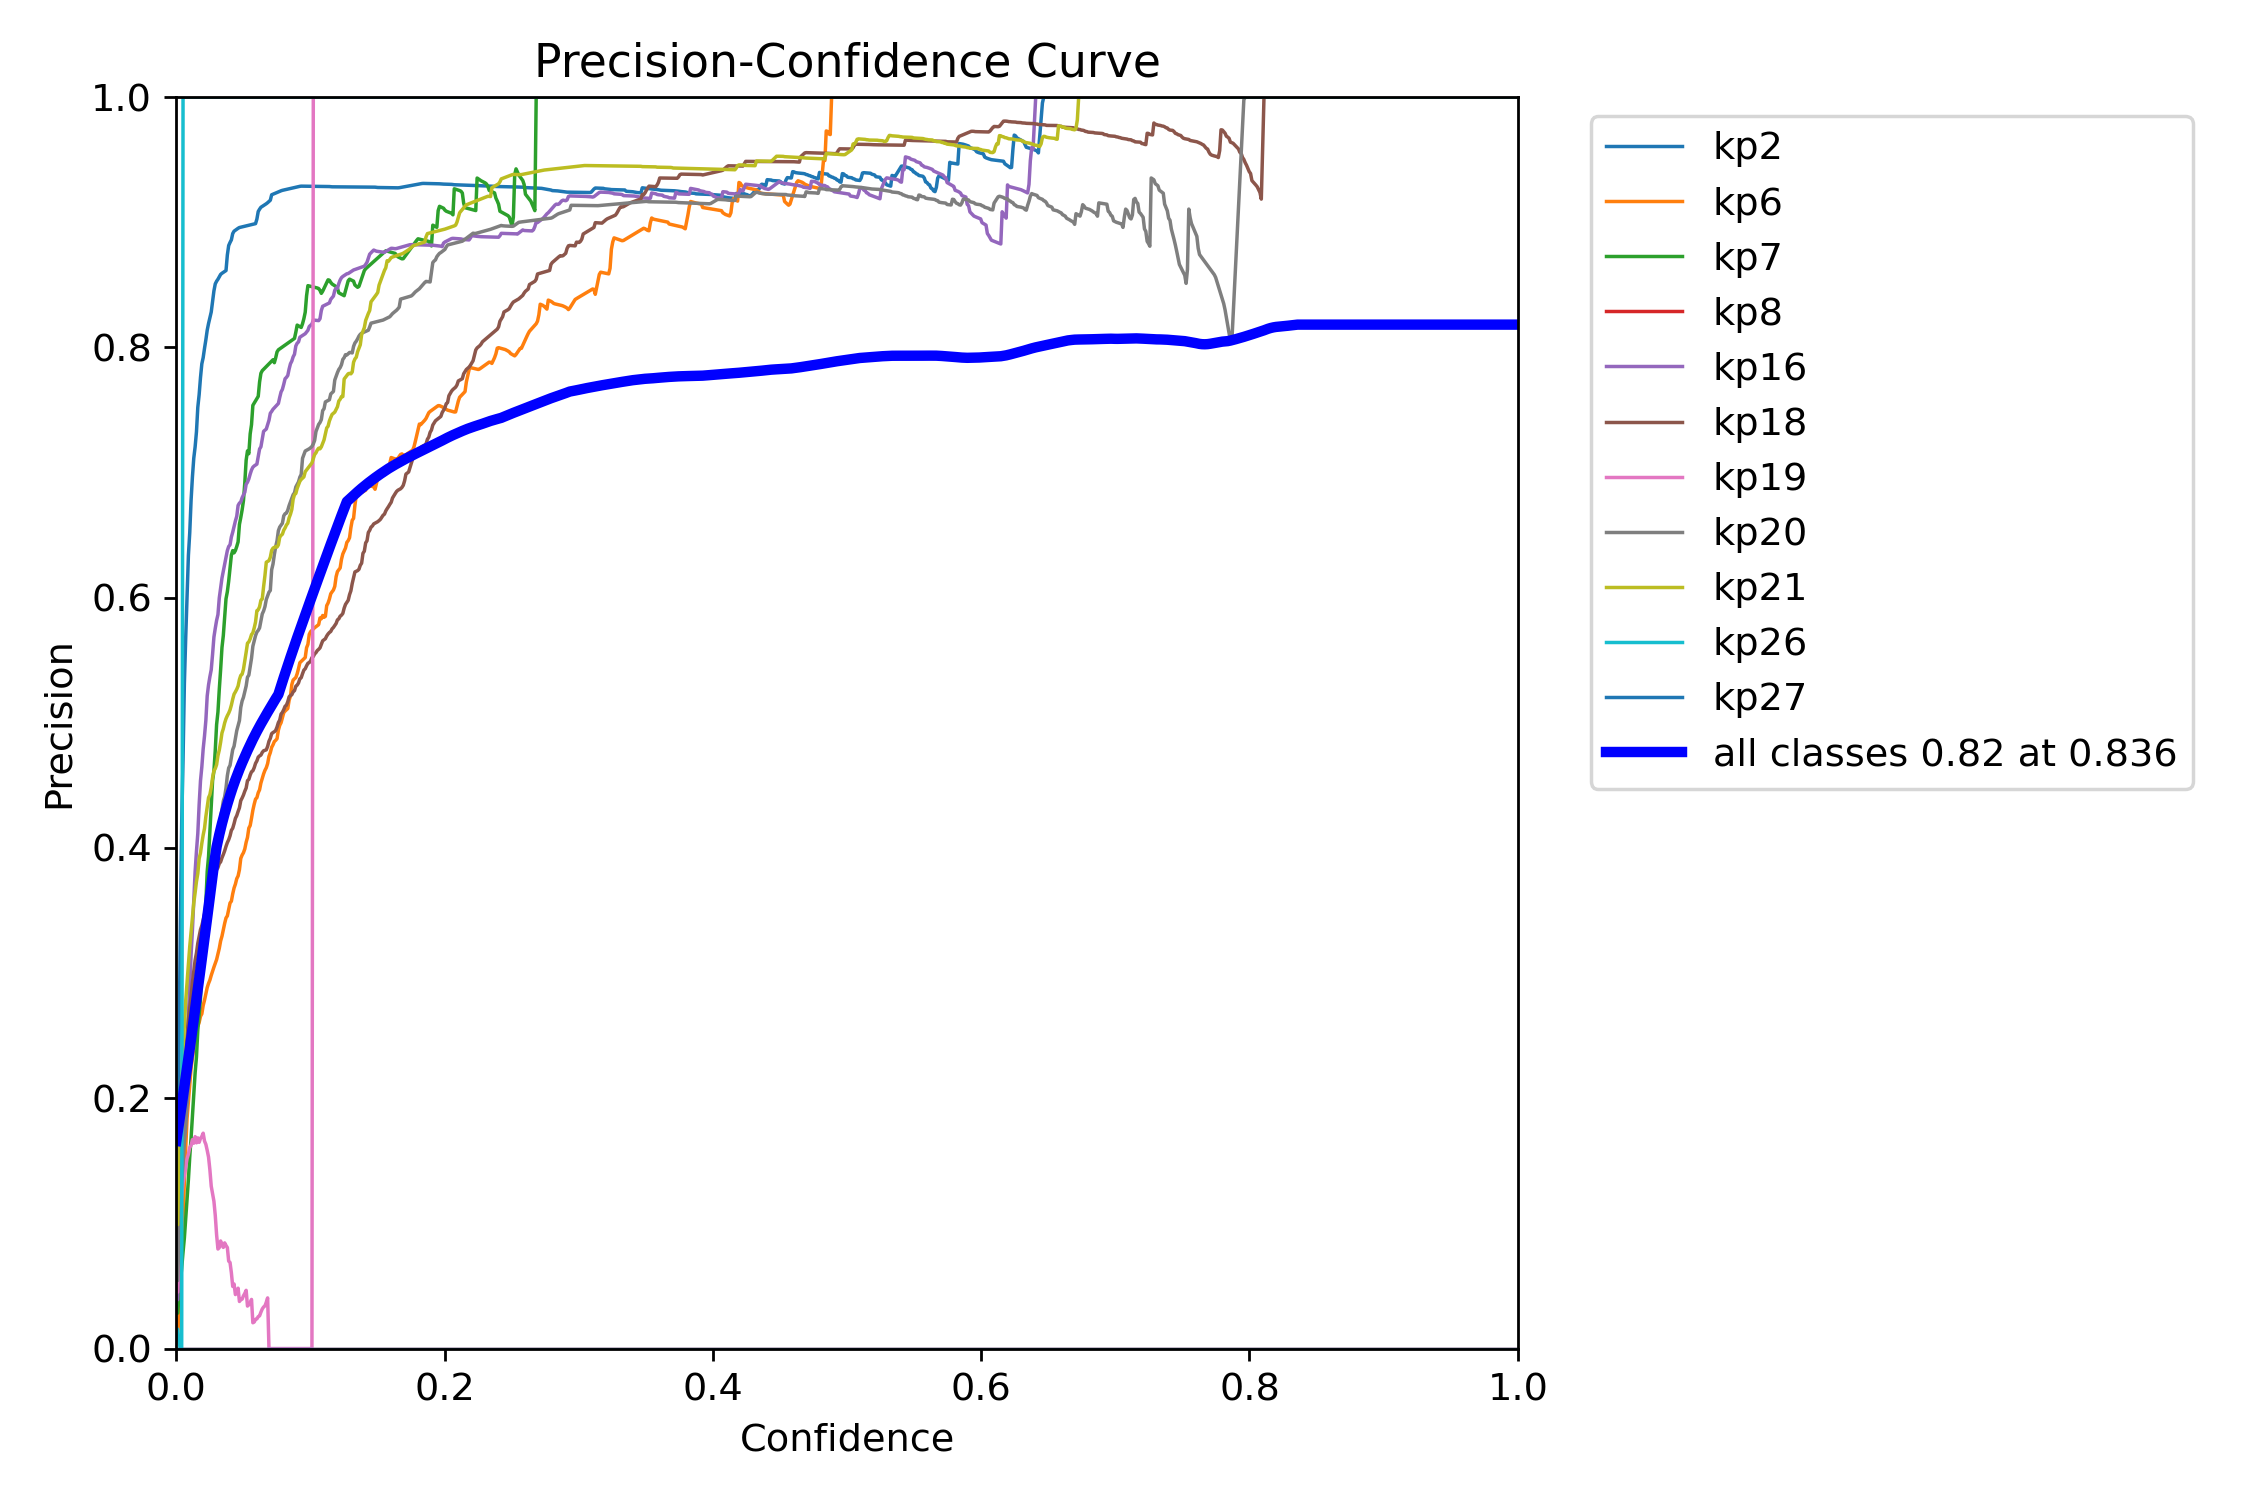 Precision-Confidence Curve
1.0
0.8
0.6
0.4
0.2
0.0
Precision
0.0 0.2 0.4 0.6 0.8 1.0
Confidence
kp2
kp6
kp7
kp8
kp16
kp18
kp19
kp20
kp21
kp26
kp27
all classes 0.82 at 0.836